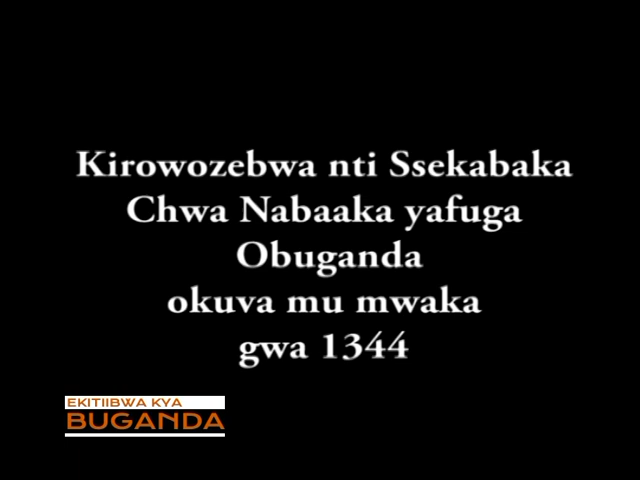 Kirowozebwa nti Ssekabaka
Chwa Nabaaka yafuga
Obuganda
okuva mu mwaka
gwa 1344
EKITIIBWA KYA
BUGANDA